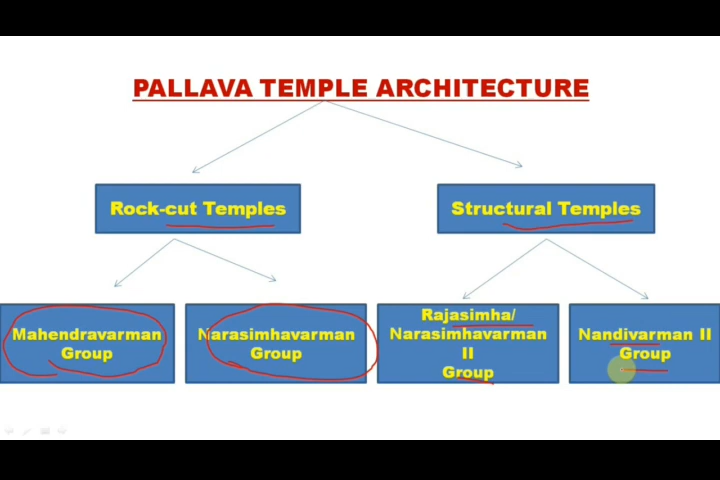 PALLAVA TEMPLE ARCHITECTURE
Rock-cut Temples
Structural Temples
Mahendravarman
Group
Narasimhavarman
Group
Rajasimha/
Narasimhavarman
II
Group
Nandivarman II
Group